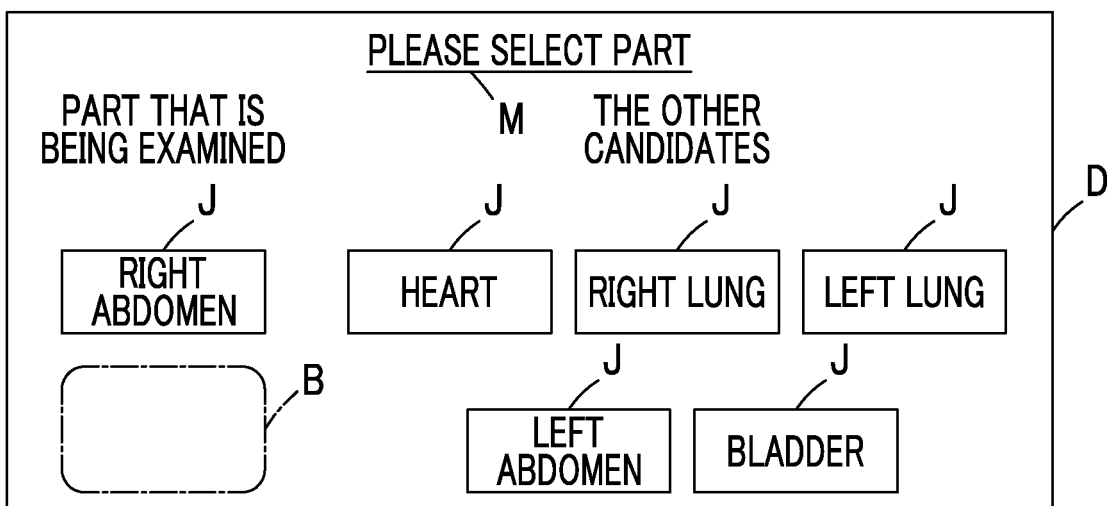 PLEASE SELECT PART
M
PART THAT IS
BEING EXAMINED
THE OTHER
CANDIDATES
D
J
J
J
J
RIGHT
ABDOMEN
HEART
RIGHT LUNG
LEFT LUNG
B
J
J
LEFT
ABDOMEN
BLADDER